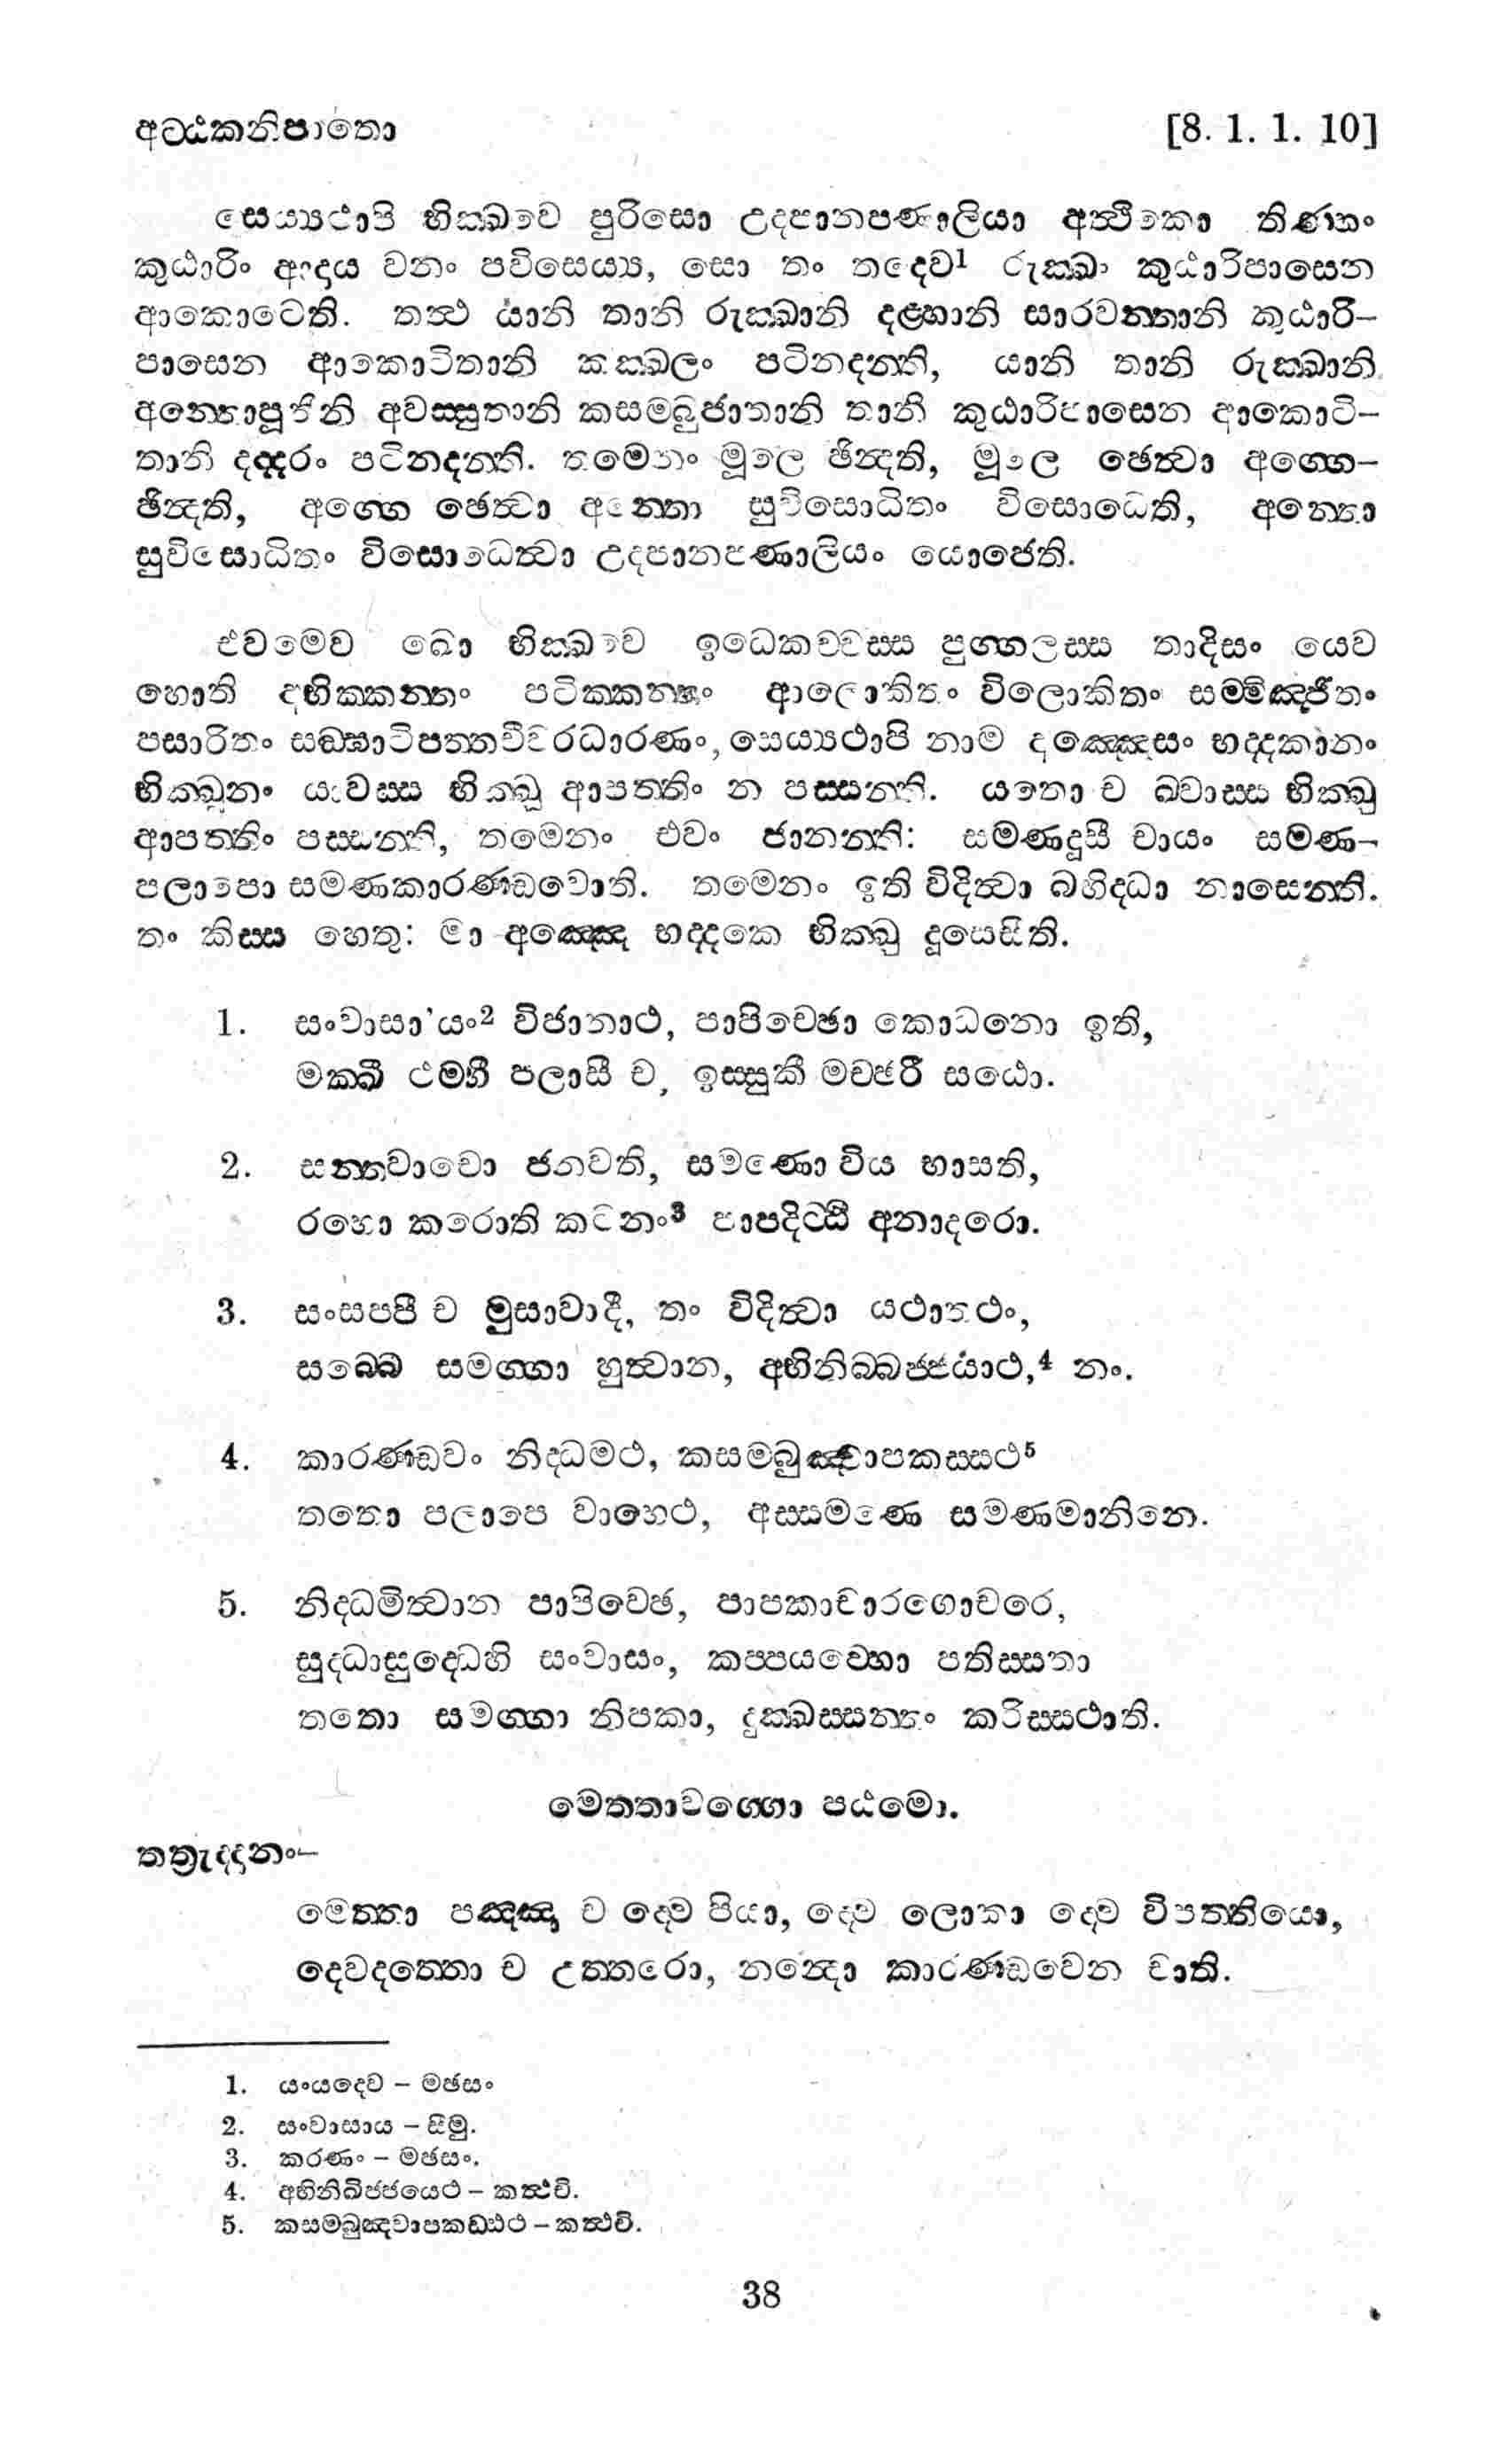 අට්ඨකනිපාතො [8. 1. 1. 10]
සෙය්‍යථාපි භික්ඛවෙ පුරිසො උදපානපණාලියා අත්ථිකො තිණ්හං
කුඨාරිං ආදාය වනං පවිසෙය්‍ය, සො තං තදෙව1 රුක්ඛං කුඨාරිපාසෙන
ආකොටෙති. තත්ථ යානි තානි රුක්ඛානි දළ්හානි සාරවන්තානි කුඨාරි-
පාසෙන ආකොටිතානි කක්ඛලං පටිනදන්ති, යානි තානි රුක්ඛානි
අන්තොපූතීනි අවස්සුතානි කසම්බුජාතානි තානි කුඨාරිපාසෙන ආකොටි-
තානි දද්දරං පටිනදන්ති. තමෙනං මූලෙ ඡින්දති, මූලෙ ඡෙත්වා අග්ගෙ-
ඡින්දති, අග්ගෙ ඡෙත්වා අන්තො සුවිසොධිතං විසොධෙති, අන්තො
සුවිසොධිතං විසොධෙත්වා උදපානපණාලියං යොජෙති.
එවමෙව ඛො භික්ඛවෙ ඉධෙකච්චස්ස පුග්ගලස්ස තාදිසං යෙව
හොති අභික්කන්තං පටික්කන්තං ආලොකිතං විලොකිතං සම්මිඤ්ජිතං
පසාරිතං සඞ්ඝාටිපත්තචීවරධාරණං, සෙය්‍යථාපි නාම අඤ්ඤෙසං භද්දකානං
භික්ඛූනං යාවස්ස භික්ඛූ ආපත්තිං න පස්සන්ති. යතො ච ඛ්වාස්ස භික්ඛූ
ආපත්තිං පස්සන්ති, තමෙනං එවං ජානන්ති: සමණදූසී චායං සමණ-
පලාපො සමණකාරණ්ඩවොති. තමෙනං ඉති විදිත්වා බහිද්ධා නාසෙන්ති.
තං කිස්ස හෙතු: මා අඤ්ඤෙ භද්දකෙ භික්ඛූ දූසෙසීති.
1. සංවාසා'යං2 විජානාථ, පාපිච්ඡො කොධනො ඉති,
මක්ඛී ථම්භී පලාසී ච, ඉස්සුකී මච්ඡරී සඨො.
2. සන්තවාචො ජනවති, සමණො විය භාසති,
රහො කරොති කටනං3 පාපදිට්ඨි අනාදරො.
3. සංසප්පී ච මුසාවාදී, තං විදිත්වා යථාතථං,
සබ්බෙ සමග්ගා හුත්වාන, අභිනිබ්බජ්ජයාථ,4 නං.
4. කාරණ්ඩවං නිද්ධමථ, කසම්බුඤ්චාපකස්සථ5
තතො පලාපෙ වාහෙථ, අස්සමණෙ සමණමානිනෙ.
5. නිද්ධමිත්වාන පාපිච්ඡෙ, පාපකාචාරගොචරෙ,
සුද්ධාසුද්ධෙහි සංවාසං, කප්පයව්හො පතිස්සතා
තතො සමග්ගා නිපකා, දුක්ඛස්සන්තං කරිස්සථාති.
මෙත්තාවග්ගො පඨමො.
තත්‍රැද්දානං–
මෙත්තා පඤ්ඤා ච ද්වෙ පියා, ද්වෙ ලොකා ද්වෙ විපත්තියො,
දෙවදත්තො ච උත්තරො, නන්දො කාරණ්ඩවෙන චාති.
1. යංයදෙව – මඡසං
2. සංවාසාය – සීමු.
3. කරණං – මඡසං.
4. අභිනිඛිජ්ජයෙථ – කත්ථචි.
5. කසම්බුඤ්චාපකඩ්ඪථ – කත්ථචි.
38